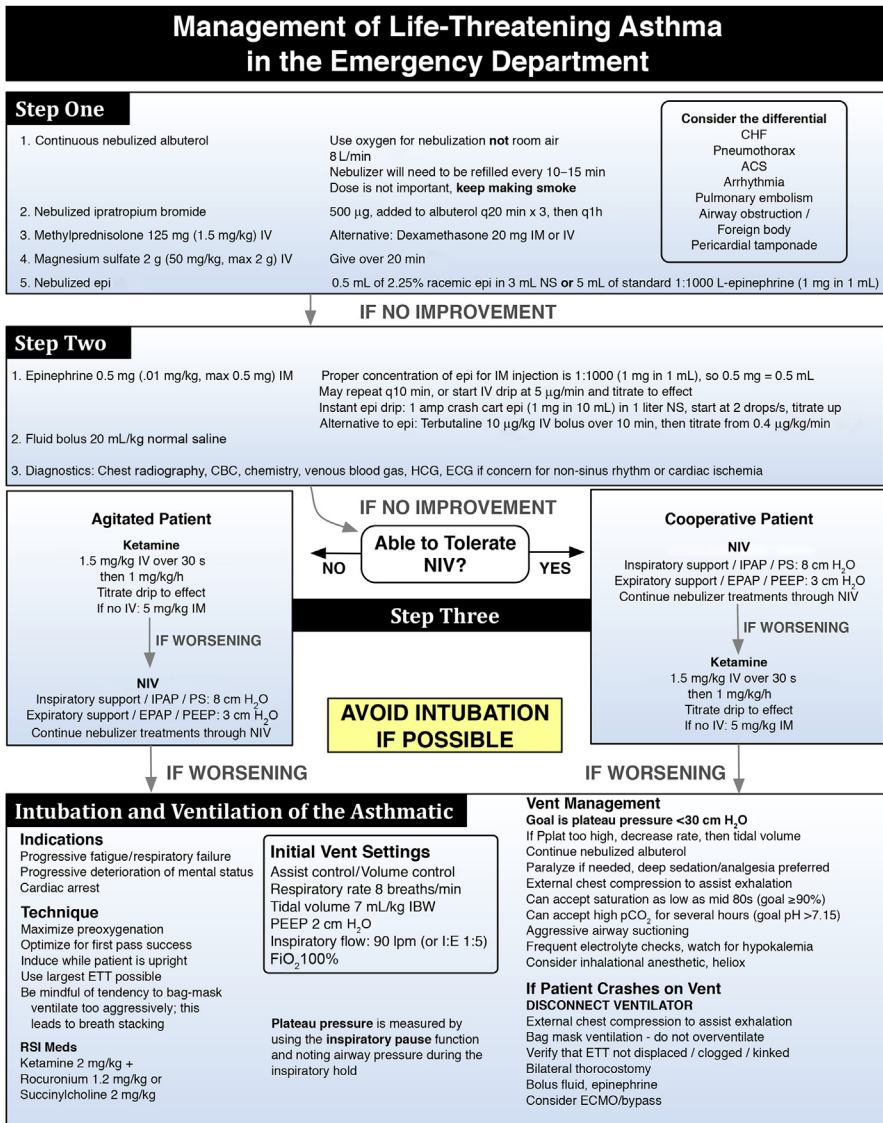 Management of Life-Threatening Asthma
in the Emergency Department
Step One
1. Continuous nebulized albuterol
Use oxygen for nebulization not room air
8 L/min
Nebulizer will need to be refilled every 10–15 min
Dose is not important, keep making smoke
2. Nebulized ipratropium bromide
500 µg, added to albuterol q20 min x 3, then q1h
3. Methylprednisolone 125 mg (1.5 mg/kg) IV
Alternative: Dexamethasone 20 mg IM or IV
4. Magnesium sulfate 2 g (50 mg/kg, max 2 g) IV
Give over 20 min
5. Nebulized epi
0.5 mL of 2.25% racemic epi in 3 mL NS or 5 mL of standard 1:1000 L-epinephrine (1 mg in 1 mL)
Consider the differential
CHF
Pneumothorax
ACS
Arrhythmia
Pulmonary embolism
Airway obstruction /
Foreign body
Pericardial tamponade
IF NO IMPROVEMENT
Step Two
1. Epinephrine 0.5 mg (.01 mg/kg, max 0.5 mg) IM
Proper concentration of epi for IM injection is 1:1000 (1 mg in 1 mL), so 0.5 mg = 0.5 mL
May repeat q10 min, or start IV drip at 5 µg/min and titrate to effect
Instant epi drip: 1 amp crash cart epi (1 mg in 10 mL) in 1 liter NS, start at 2 drops/s, titrate up
Alternative to epi: Terbutaline 10 µg/kg IV bolus over 10 min, then titrate from 0.4 µg/kg/min
2. Fluid bolus 20 mL/kg normal saline
3. Diagnostics: Chest radiography, CBC, chemistry, venous blood gas, HCG, ECG if concern for non-sinus rhythm or cardiac ischemia
IF NO IMPROVEMENT
Able to Tolerate
NIV?
NO
YES
Step Three
AVOID INTUBATION
IF POSSIBLE
Agitated Patient
Ketamine
1.5 mg/kg IV over 30 s
then 1 mg/kg/h
Titrate drip to effect
If no IV: 5 mg/kg IM
IF WORSENING
NIV
Inspiratory support / IPAP / PS: 8 cm H₂O
Expiratory support / EPAP / PEEP: 3 cm H₂O
Continue nebulizer treatments through NIV
IF WORSENING
Cooperative Patient
NIV
Inspiratory support / IPAP / PS: 8 cm H₂O
Expiratory support / EPAP / PEEP: 3 cm H₂O
Continue nebulizer treatments through NIV
IF WORSENING
Ketamine
1.5 mg/kg IV over 30 s
then 1 mg/kg/h
Titrate drip to effect
If no IV: 5 mg/kg IM
IF WORSENING
Intubation and Ventilation of the Asthmatic
Indications
Progressive fatigue/respiratory failure
Progressive deterioration of mental status
Cardiac arrest
Technique
Maximize preoxygenation
Optimize for first pass success
Induce while patient is upright
Use largest ETT possible
Be mindful of tendency to bag-mask
ventilate too aggressively; this
leads to breath stacking
RSI Meds
Ketamine 2 mg/kg +
Rocuronium 1.2 mg/kg or
Succinylcholine 2 mg/kg
Initial Vent Settings
Assist control/Volume control
Respiratory rate 8 breaths/min
Tidal volume 7 mL/kg IBW
PEEP 2 cm H₂O
Inspiratory flow: 90 lpm (or I:E 1:5)
FiO₂100%
Plateau pressure is measured by
using the inspiratory pause function
and noting airway pressure during the
inspiratory hold
Vent Management
Goal is plateau pressure <30 cm H₂O
If Pplat too high, decrease rate, then tidal volume
Continue nebulized albuterol
Paralyze if needed, deep sedation/analgesia preferred
External chest compression to assist exhalation
Can accept saturation as low as mid 80s (goal ≥90%)
Can accept high pCO₂ for several hours (goal pH >7.15)
Aggressive airway suctioning
Frequent electrolyte checks, watch for hypokalemia
Consider inhalational anesthetic, heliox
If Patient Crashes on Vent
DISCONNECT VENTILATOR
External chest compression to assist exhalation
Bag mask ventilation - do not overventilate
Verify that ETT not displaced / clogged / kinked
Bilateral thorocostomy
Bolus fluid, epinephrine
Consider ECMO/bypass